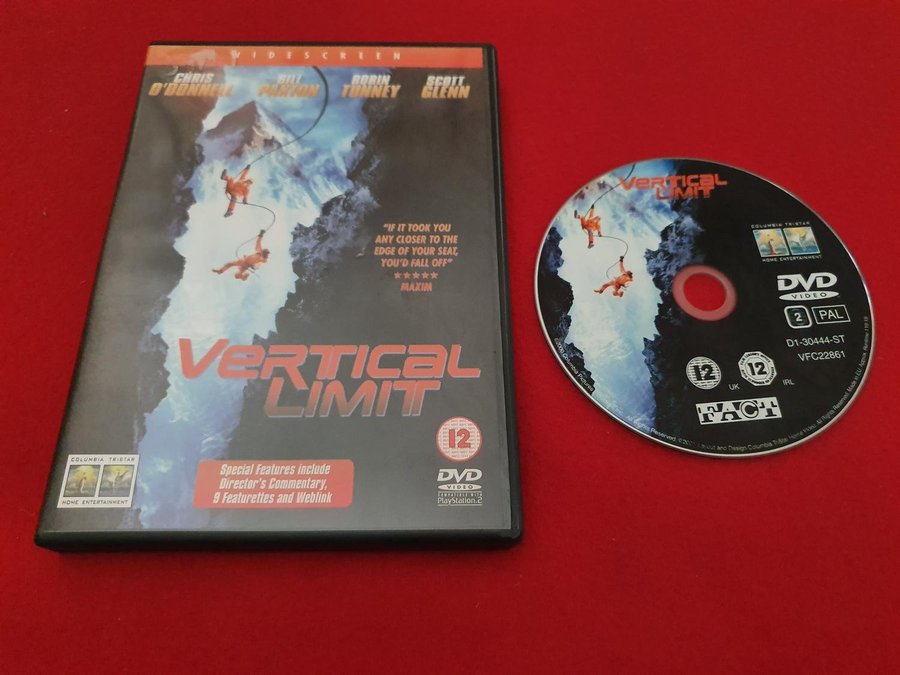 WIDESCREEN
CHRIS O'DONNELL
BILL PAXTON
ROBIN TUNNEY
SCOTT GLENN
"IF IT TOOK YOU
ANY CLOSER TO THE
EDGE OF YOUR SEAT,
YOU'D FALL OFF"
★★★★★
MAXIM
VERTICAL
LIMIT
12
Special Features include
Director's Commentary,
9 Featurettes and Weblink
COLUMBIA TRISTAR
HOME ENTERTAINMENT
DVD
VIDEO
COMPATIBLE WITH
PlayStation.2
VERTICAL
LIMIT
COLUMBIA TRISTAR
HOME ENTERTAINMENT
DVD
VIDEO
2 PAL
D1-30444-ST
VFC22861
12 UK
12 IRL
FACT